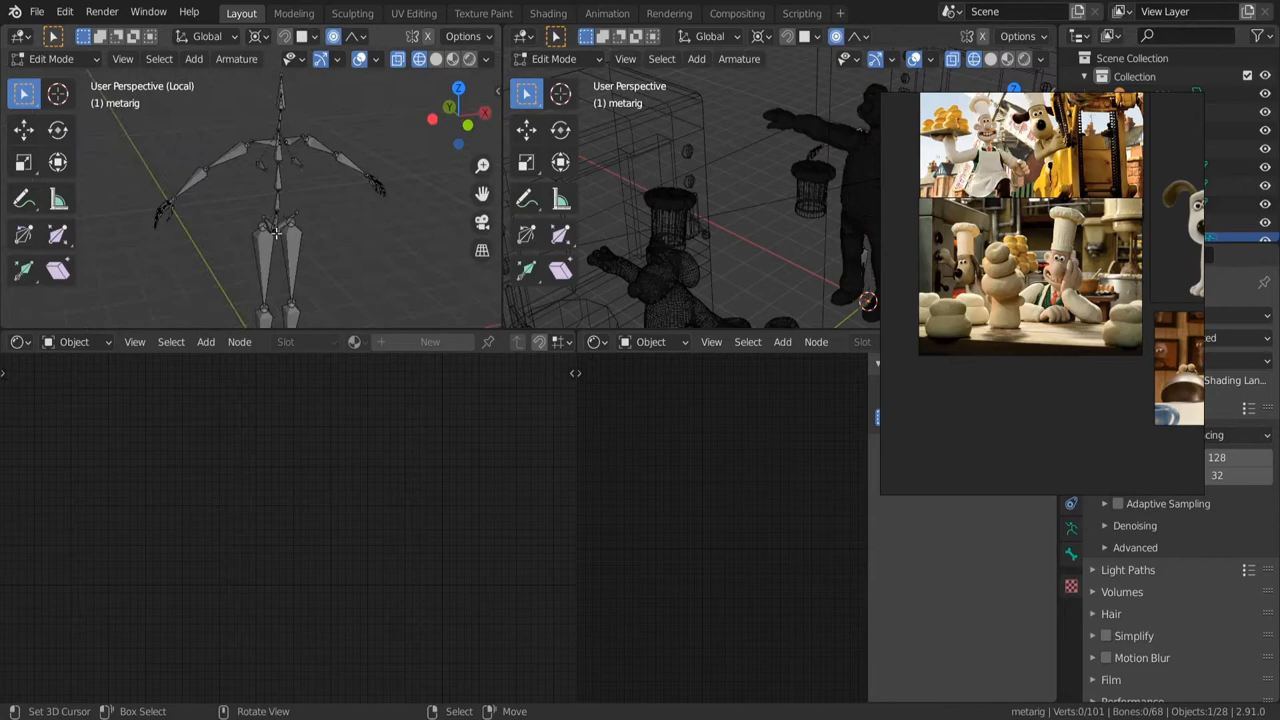 File Edit Render Window Help Layout Modeling Sculpting UV Editing Texture Paint Shading Animation Rendering Compositing Scripting Scene View Layer
Global Options Global Options
Edit Mode View Select Add Armature Edit Mode View Select Add Armature
Scene Collection
Collection
User Perspective (Local)
(1) metarig
User Perspective
(1) metarig
Z
Y
X
Z
Object View Select Add Node Slot New Object View Select Add Node Slot
Shading Lan...
128
32
Adaptive Sampling
Denoising
Advanced
Light Paths
Volumes
Hair
Simplify
Motion Blur
Film
Performance
Set 3D Cursor Box Select Rotate View Select Move metarig | Verts:0/101 | Bones:0/68 | Objects:1/28 | 2.91.0